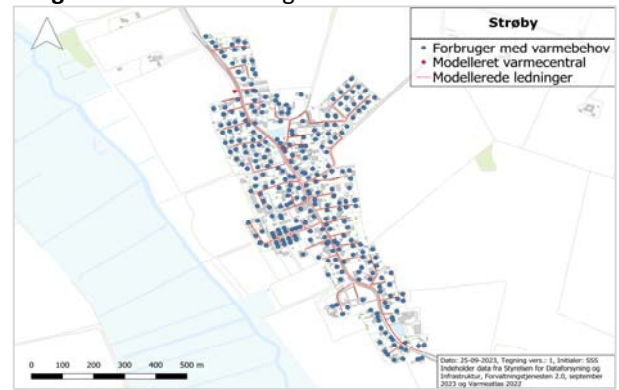 Strøby
Forbruger med varmebehov
Modelleret varmecentral
Modellerede ledninger
0 100 200 300 400 500 m
Dato: 25-09-2023, Tegning vers.: 1, Initialer: SSS
Indeholder data fra Styrelsen for Dataforsyning og
Infrastruktur, Forvaltningstjenesten 2.0, september
2023 og Varmeatlas 2022